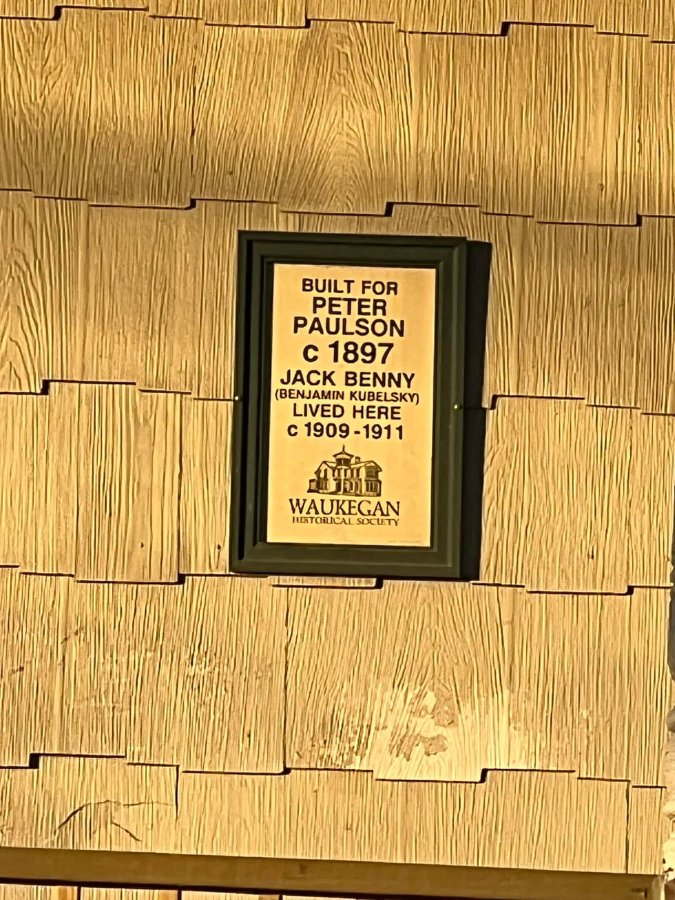 BUILT FOR
PETER
PAULSON
c 1897
JACK BENNY
(BENJAMIN KUBELSKY)
LIVED HERE
c 1909-1911
WAUKEGAN
HISTORICAL SOCIETY